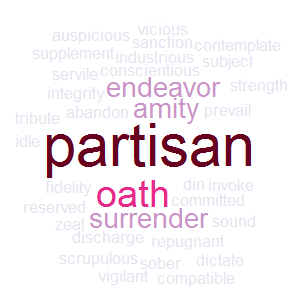 vicious
auspicious sanction contemplate
supplement industrious subject
servile conscientious
integrity endeavor strength
tribute abandon amity prevail
idle partisan
fidelity oath din invoke
reserved committed
zeal surrender sound
discharge repugnant
scrupulous sober dictate
vigilant compatible